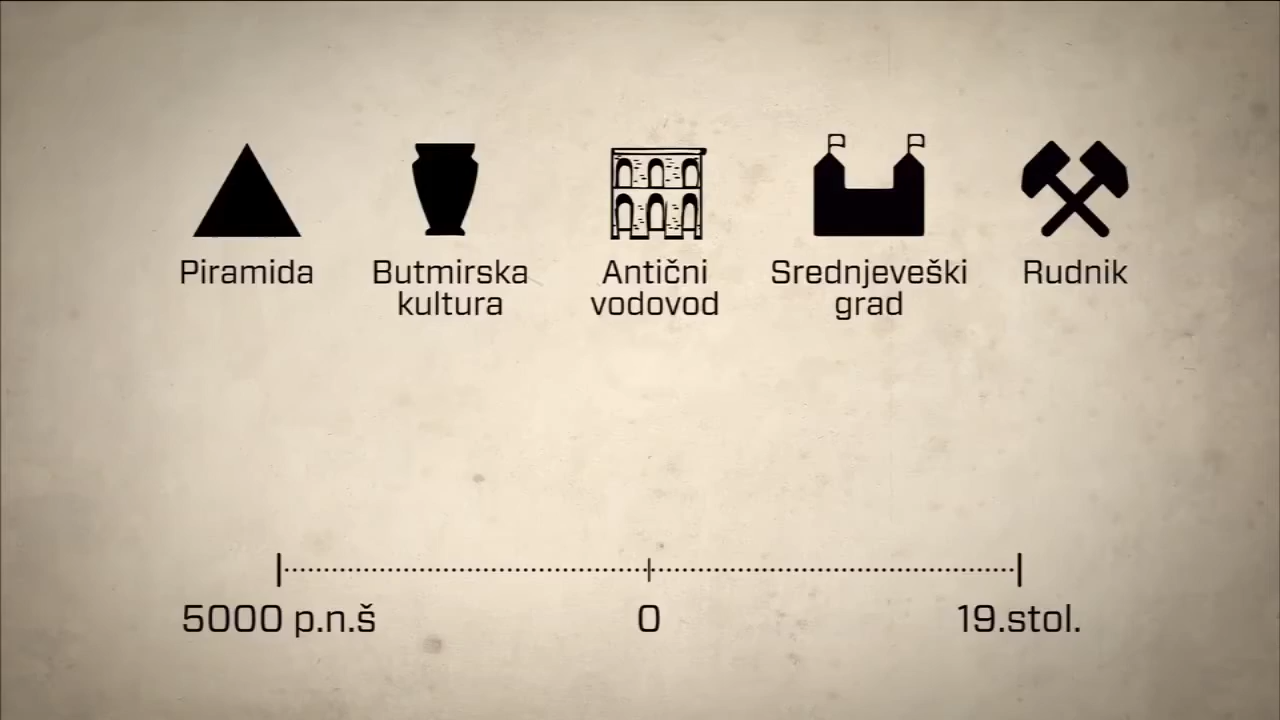 Piramida
Butmirska
kultura
Antični
vodovod
Srednjeveški
grad
Rudnik
5000 p.n.š
0
19.stol.